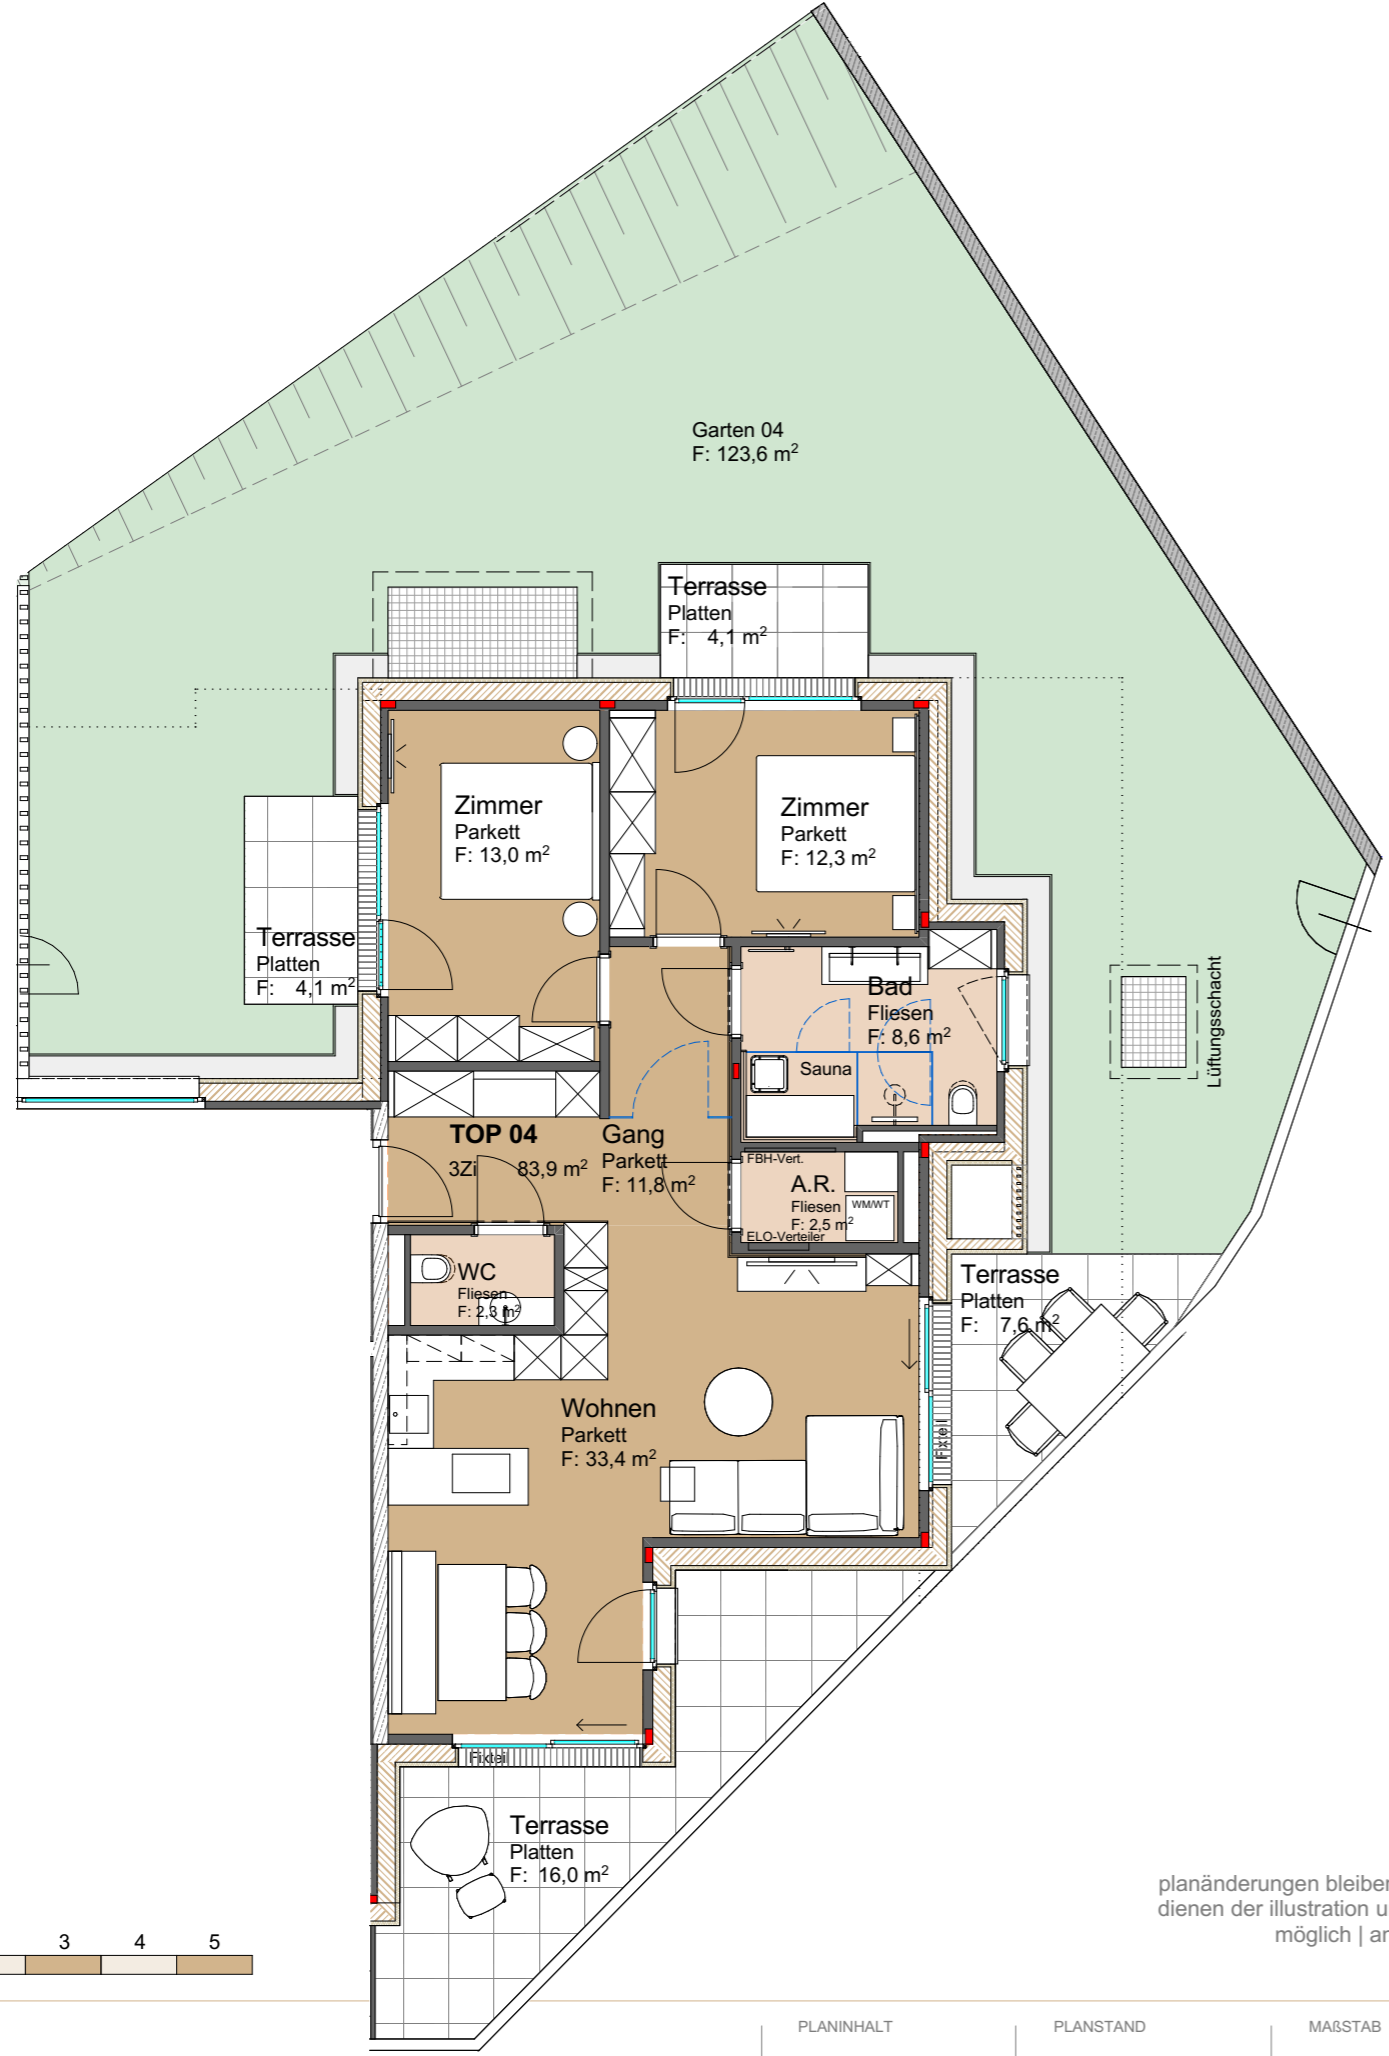 Garten 04
F: 123,6 m²
Terrasse
Platten
F: 4,1 m²
Zimmer
Parkett
F: 13,0 m²
Zimmer
Parkett
F: 12,3 m²
Terrasse
Platten
F: 4,1 m²
Bad
Fliesen
F: 8,6 m²
Sauna
Lüftungsschacht
TOP 04
3Zi 83,9 m²
Gang
Parkett
F: 11,8 m²
FBH-Vert.
A.R.
Fliesen
F: 2,5 m²
WM/WT
ELO-Verteiler
WC
Fliesen
F: 2,3 m²
Terrasse
Platten
F: 7,6 m²
Fixteil
Wohnen
Parkett
F: 33,4 m²
Fixteil
Terrasse
Platten
F: 16,0 m²
planänderungen bleiben
dienen der illustration u
möglich | an
3 4 5
PLANINHALT
PLANSTAND
MAßSTAB